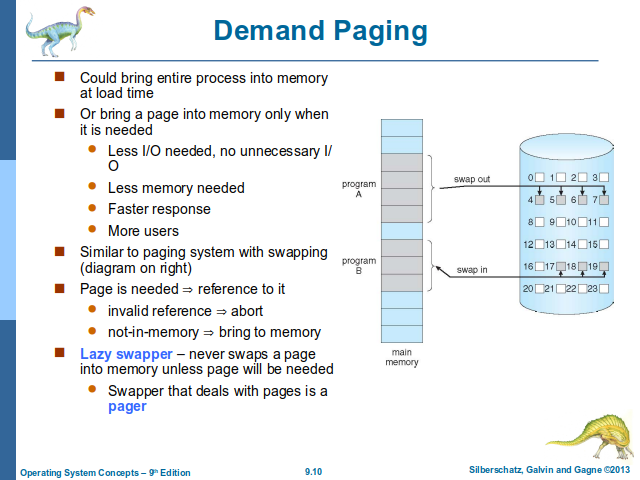 Demand Paging
Could bring entire process into memory
at load time
Or bring a page into memory only when
it is needed
Less I/O needed, no unnecessary I/
O
Less memory needed
Faster response
More users
Similar to paging system with swapping
(diagram on right)
Page is needed ⇒ reference to it
invalid reference ⇒ abort
not-in-memory ⇒ bring to memory
Lazy swapper – never swaps a page
into memory unless page will be needed
Swapper that deals with pages is a
pager
program
A
swap out
program
B
swap in
main
memory
0 1 2 3
4 5 6 7
8 9 10 11
12 13 14 15
16 17 18 19
20 21 22 23
Operating System Concepts – 9th Edition
9.10
Silberschatz, Galvin and Gagne ©2013